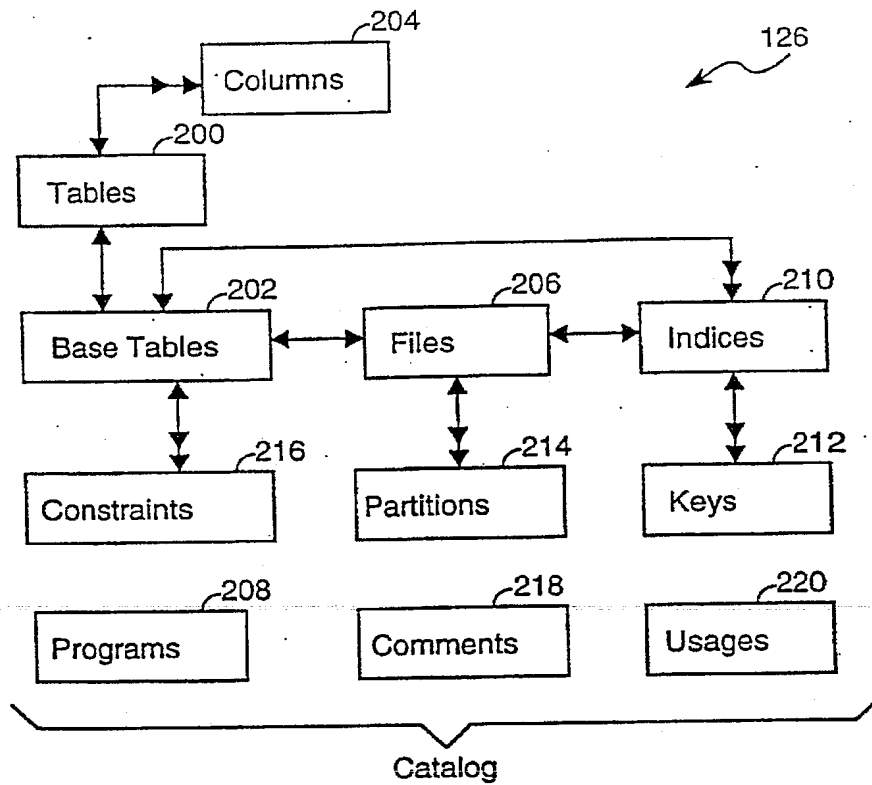 204
126
Columns
200
Tables
202
206
210
Base Tables
Files
Indices
216
214
212
Constraints
Partitions
Keys
208
218
220
Programs
Comments
Usages
Catalog